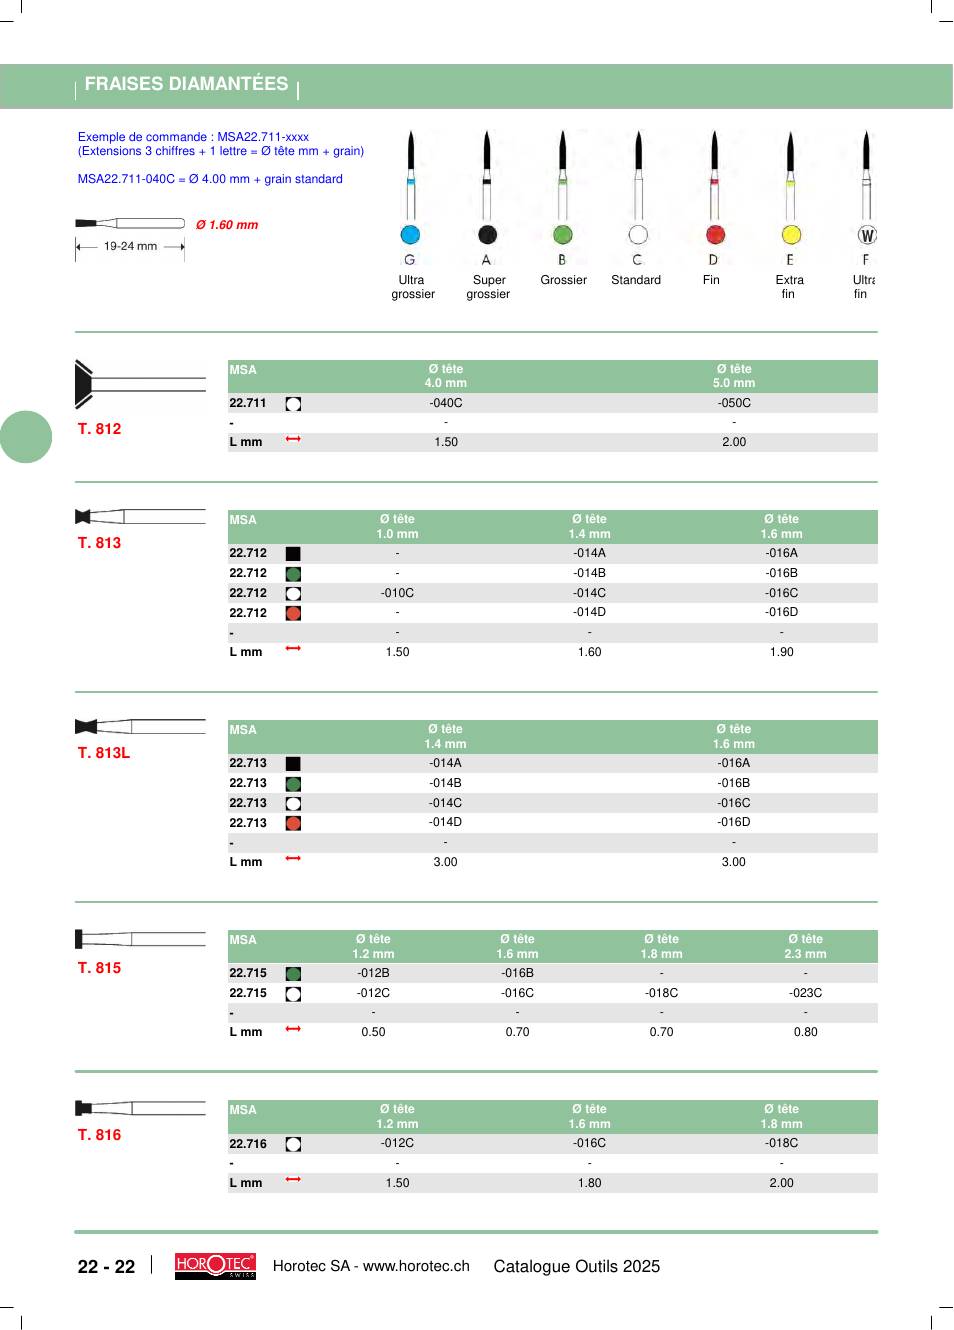 FRAISES DIAMANTÉES
Exemple de commande : MSA22.711-xxxx
(Extensions 3 chiffres + 1 lettre = Ø tête mm + grain)
MSA22.711-040C = Ø 4.00 mm + grain standard
Ø 1.60 mm
19-24 mm
W
G A B C D E F
Ultra Super Grossier Standard Fin Extra Ultra
grossier grossier fin fin
MSA Ø tête Ø tête
4.0 mm 5.0 mm
22.711 -040C -050C
- - -
L mm 1.50 2.00
T. 812
MSA Ø tête Ø tête Ø tête
1.0 mm 1.4 mm 1.6 mm
22.712 - -014A -016A
22.712 - -014B -016B
22.712 -010C -014C -016C
22.712 - -014D -016D
- - - -
L mm 1.50 1.60 1.90
T. 813
MSA Ø tête Ø tête
1.4 mm 1.6 mm
22.713 -014A -016A
22.713 -014B -016B
22.713 -014C -016C
22.713 -014D -016D
- - -
L mm 3.00 3.00
T. 813L
MSA Ø tête Ø tête Ø tête Ø tête
1.2 mm 1.6 mm 1.8 mm 2.3 mm
22.715 -012B -016B - -
22.715 -012C -016C -018C -023C
- - - - -
L mm 0.50 0.70 0.70 0.80
T. 815
MSA Ø tête Ø tête Ø tête
1.2 mm 1.6 mm 1.8 mm
22.716 -012C -016C -018C
- - - -
L mm 1.50 1.80 2.00
T. 816
22 - 22 HOROTEC® Horotec SA - www.horotec.ch Catalogue Outils 2025
SWISS